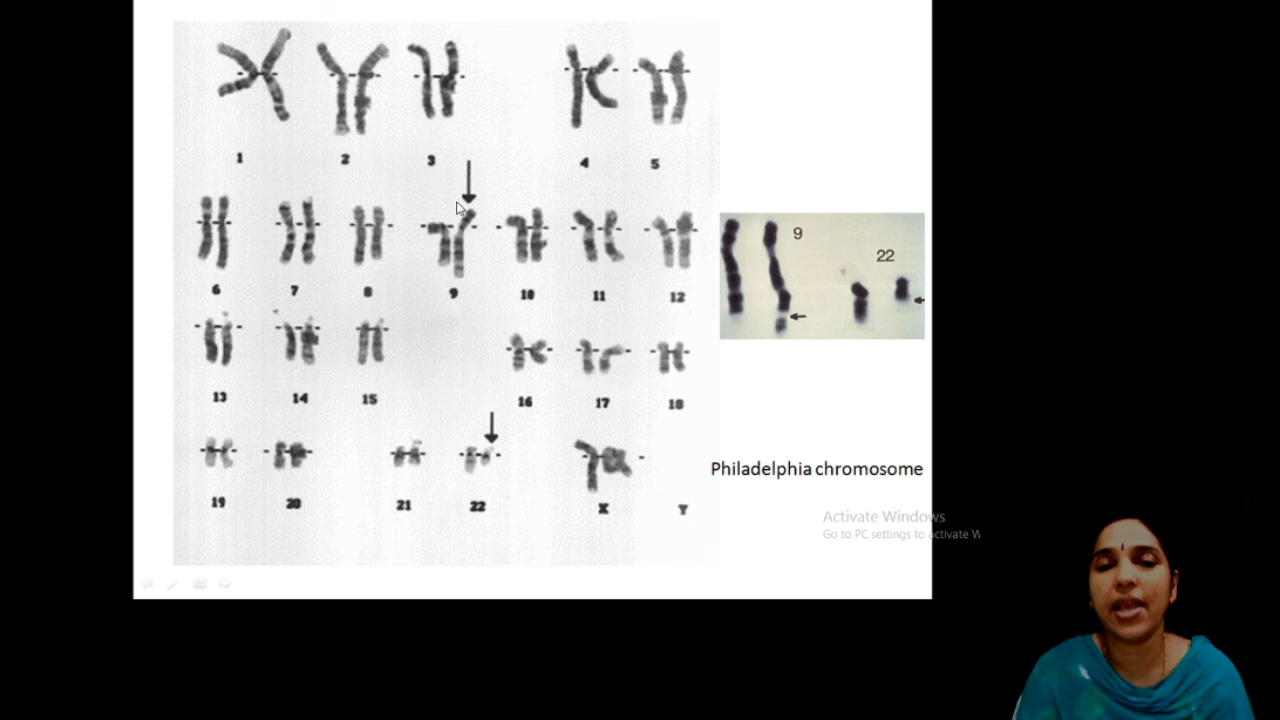 1 2 3 4 5
6 7 8 9 10 11 12
9
22
13 14 15 16 17 18
19 20 21 22 X Y
Philadelphia chromosome
Activate Windows
Go to PC settings to activate W